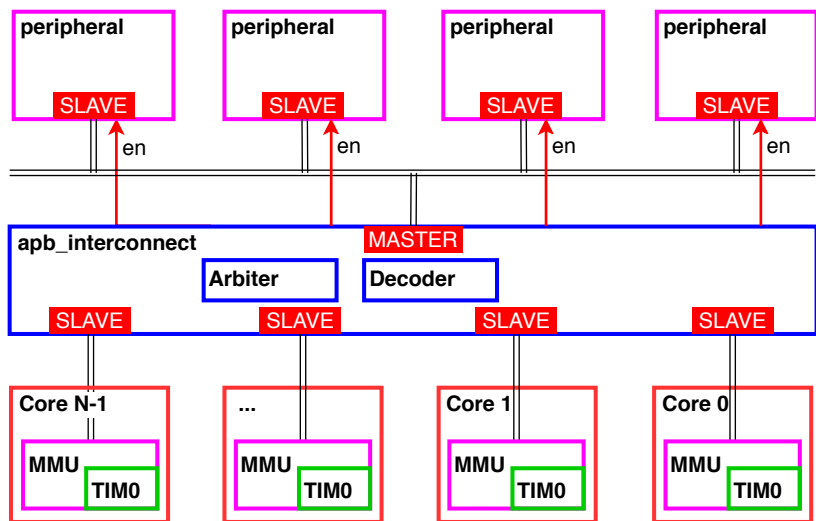 peripheral peripheral peripheral peripheral
SLAVE SLAVE SLAVE SLAVE
en en en en
apb_interconnect MASTER
Arbiter Decoder
SLAVE SLAVE SLAVE SLAVE
Core N-1 ... Core 1 Core 0
MMU MMU MMU MMU
TIM0 TIM0 TIM0 TIM0